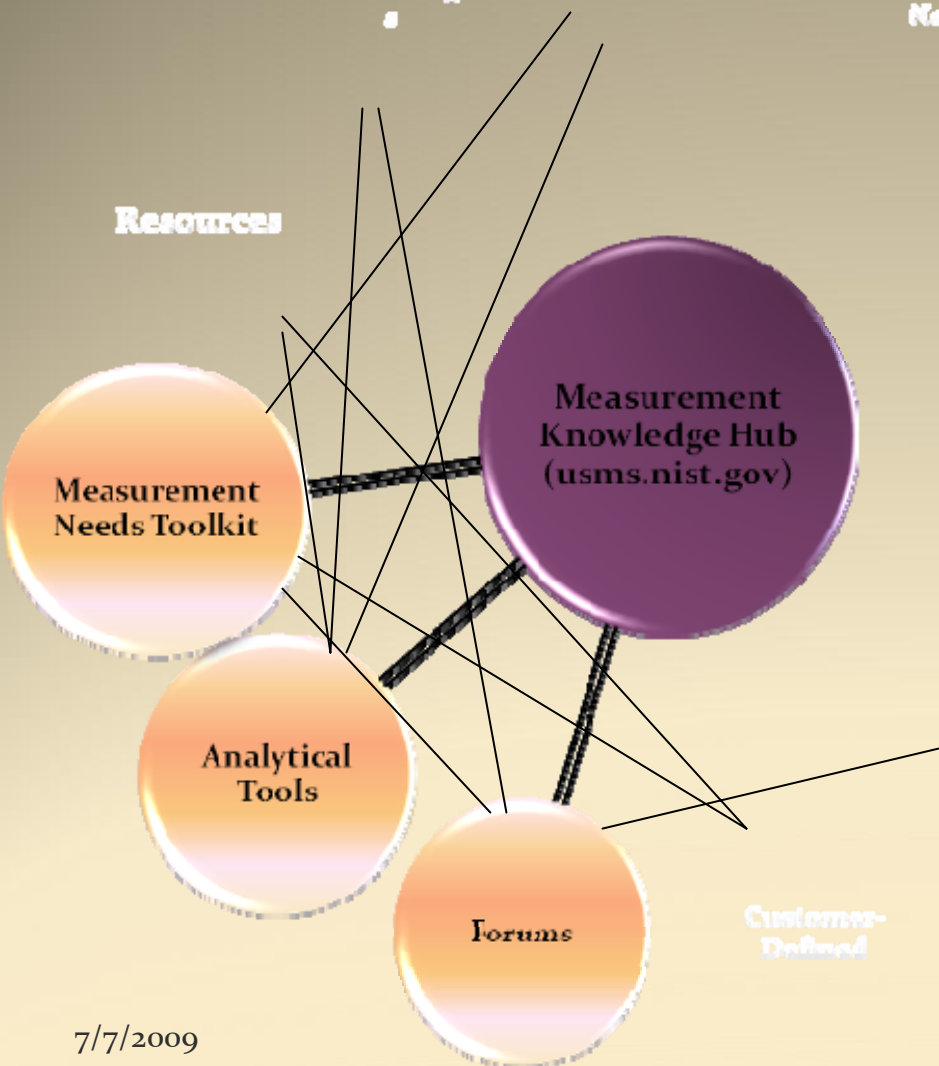 Resources
Measurement
Knowledge Hub
(usms.nist.gov)
Measurement
Needs Toolkit
Analytical
Tools
Forums
Customer-
Defined
7/7/2009